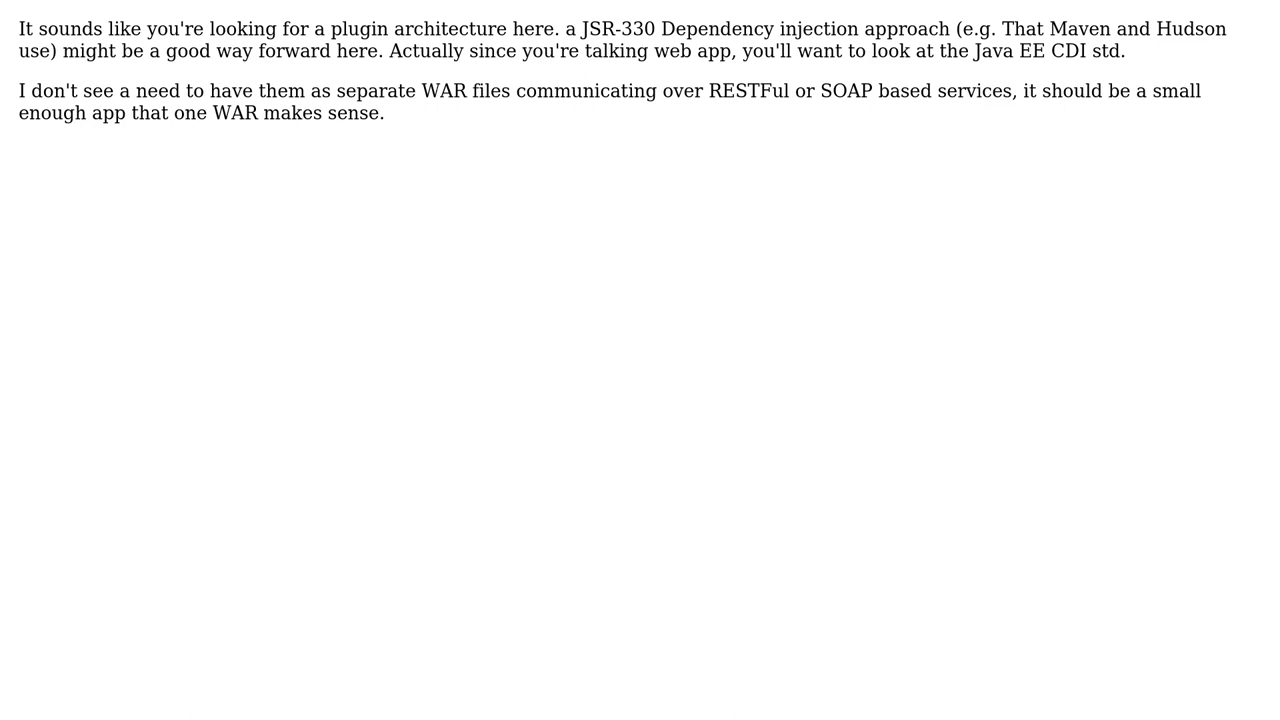 It sounds like you're looking for a plugin architecture here. a JSR-330 Dependency injection approach (e.g. That Maven and Hudson
use) might be a good way forward here. Actually since you're talking web app, you'll want to look at the Java EE CDI std.
I don't see a need to have them as separate WAR files communicating over RESTFul or SOAP based services, it should be a small
enough app that one WAR makes sense.